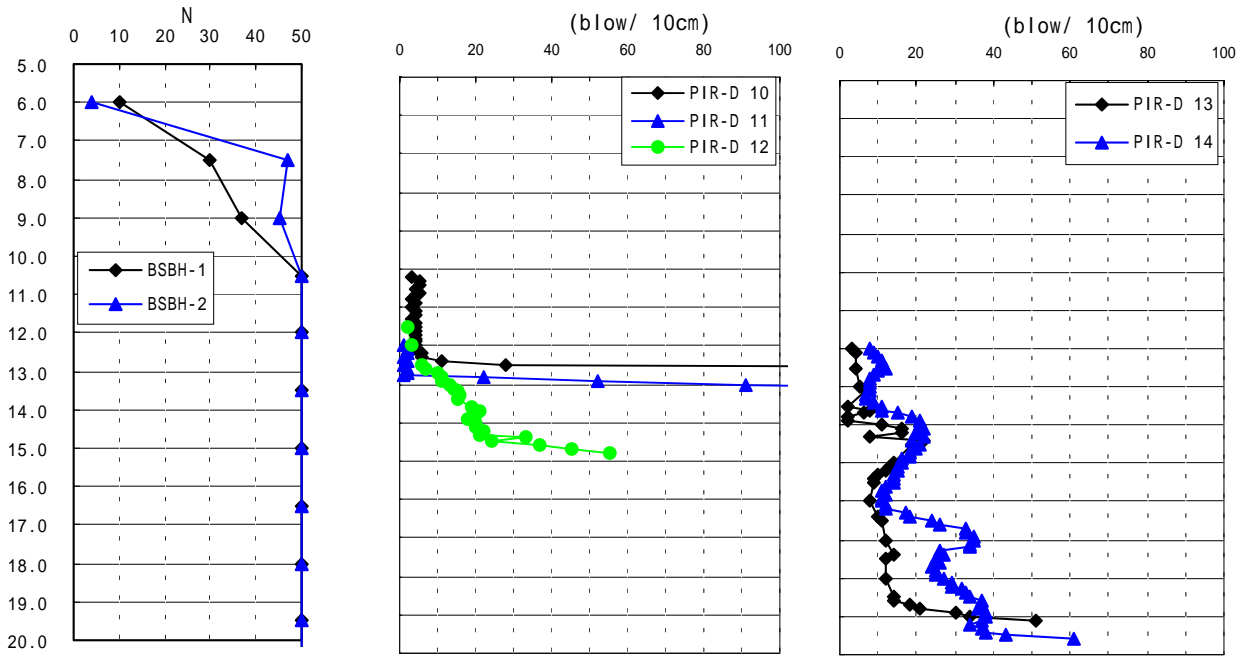 N
0 10 20 30 40 50
5.0
6.0
7.0
8.0
9.0
10.0
11.0
12.0
13.0
14.0
15.0
16.0
17.0
18.0
19.0
20.0
BSBH-1
BSBH-2
(blow/ 10cm)
0 20 40 60 80 100
PIR-D 10
PIR-D 11
PIR-D 12
(blow/ 10cm)
0 20 40 60 80 100
PIR-D 13
PIR-D 14